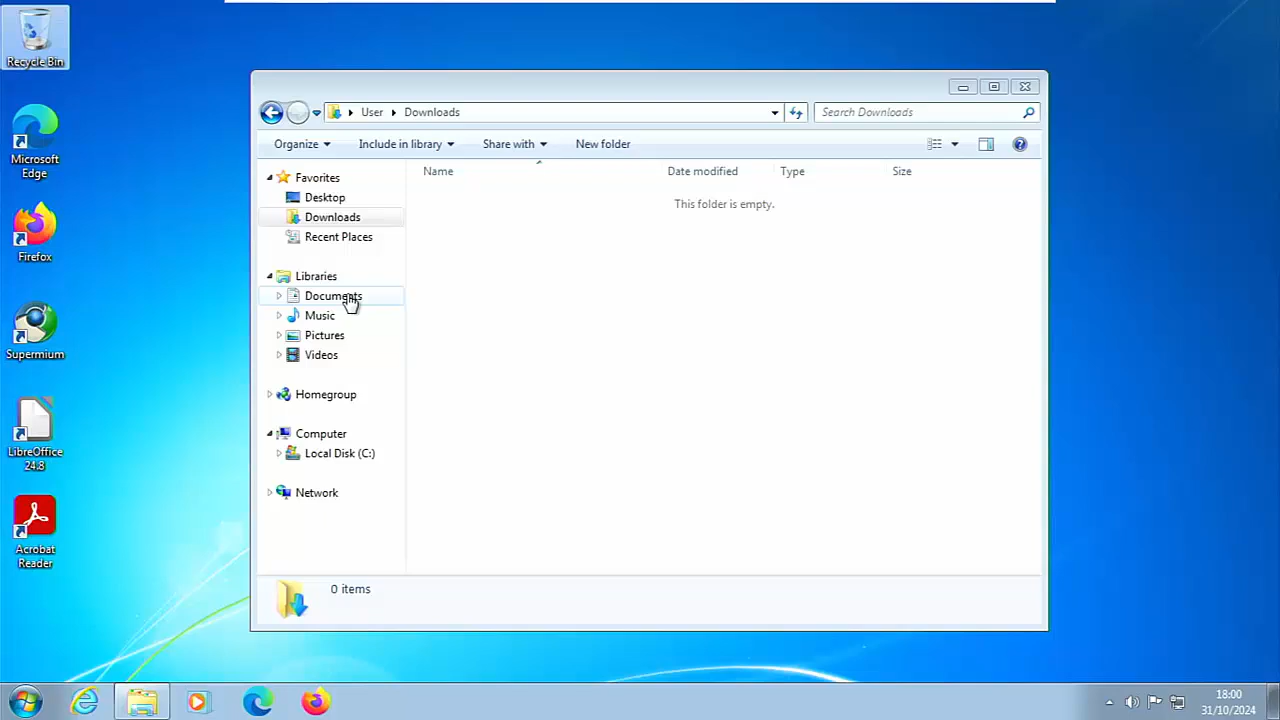 Recycle Bin
Microsoft
Edge
Firefox
Supermium
LibreOffice
24.8
Acrobat
Reader
User
Downloads
Search Downloads
Organize
Include in library
Share with
New folder
Favorites
Desktop
Downloads
Recent Places
Libraries
Documents
Music
Pictures
Videos
Homegroup
Computer
Local Disk (C:)
Network
Name
Date modified
Type
Size
This folder is empty.
0 items
18:00
31/10/2024